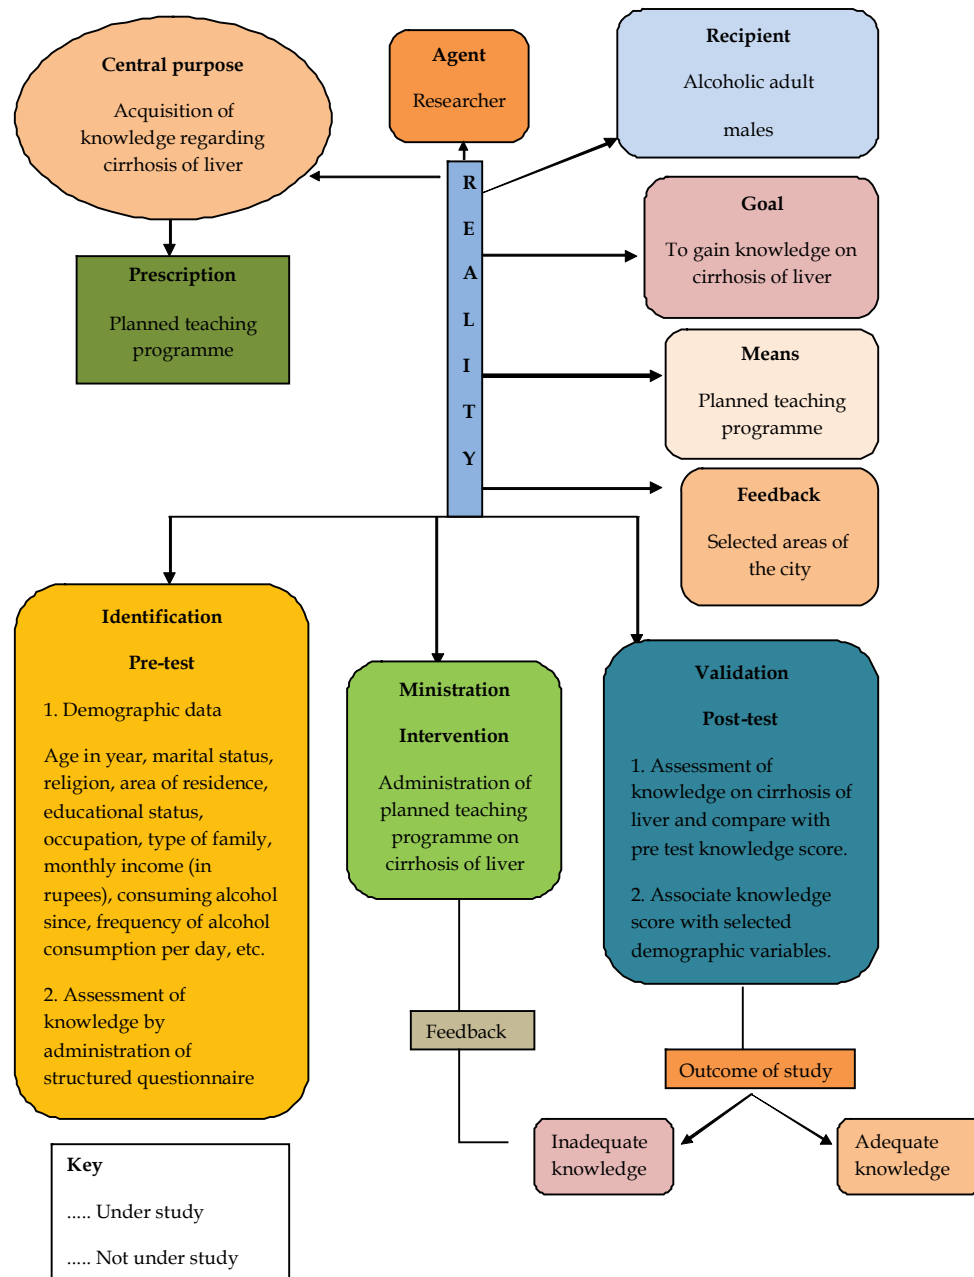 Central purpose
Acquisition of
knowledge regarding
cirrhosis of liver
Agent
Researcher
Recipient
Alcoholic adult
males
R
E
A
L
I
T
Y
Goal
To gain knowledge on
cirrhosis of liver
Prescription
Planned teaching
programme
Means
Planned teaching
programme
Feedback
Selected areas of
the city
Identification
Pre-test
1. Demographic data
Age in year, marital status,
religion, area of residence,
educational status,
occupation, type of family,
monthly income (in
rupees), consuming alcohol
since, frequency of alcohol
consumption per day, etc.
2. Assessment of
knowledge by
administration of
structured questionnaire
Ministration
Intervention
Administration of
planned teaching
programme on
cirrhosis of liver
Validation
Post-test
1. Assessment of
knowledge on cirrhosis of
liver and compare with
pre test knowledge score.
2. Associate knowledge
score with selected
demographic variables.
Feedback
Outcome of study
Inadequate
knowledge
Adequate
knowledge
Key
..... Under study
..... Not under study